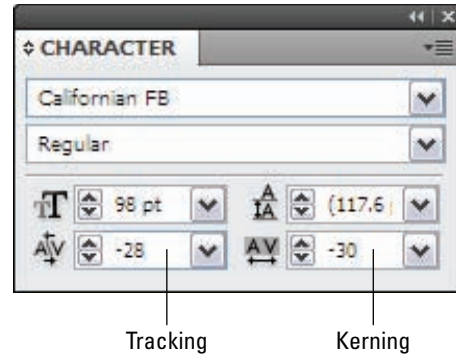 CHARACTER
Californian FB
Regular
98 pt (117.6
-28 -30
Tracking Kerning